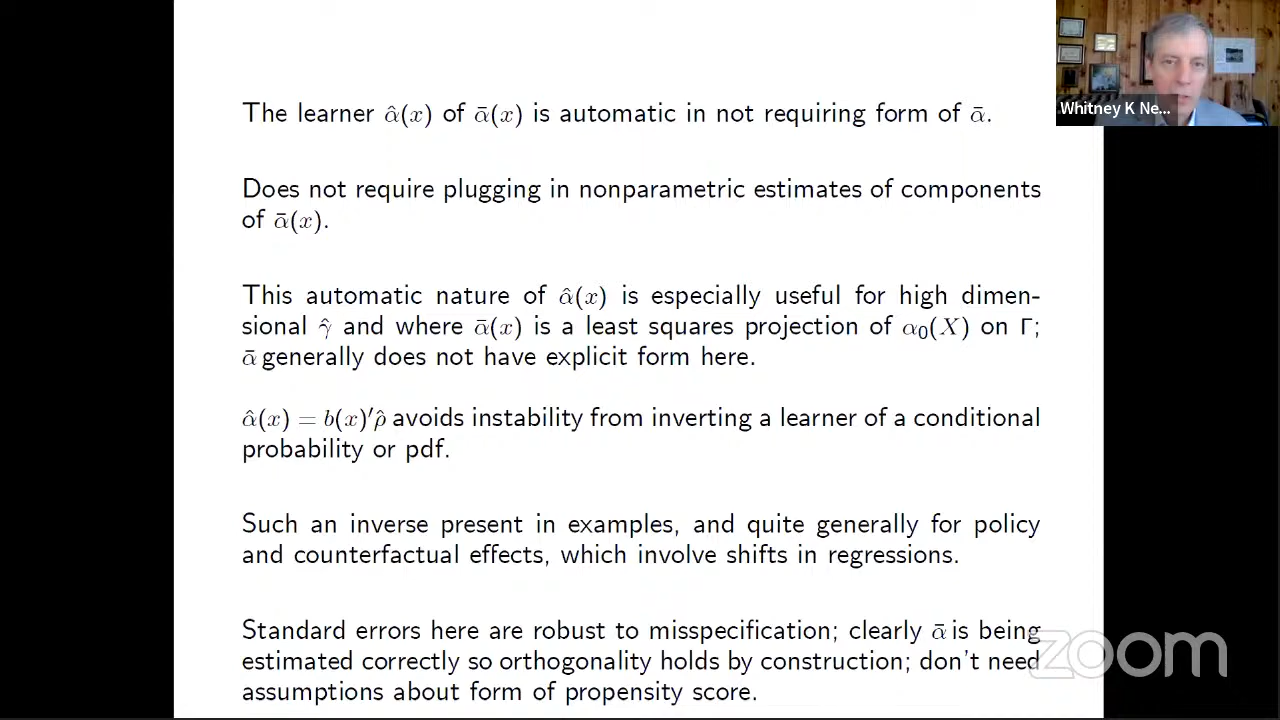 The learner α̂(x) of ᾱ(x) is automatic in not requiring form of ᾱ.
Does not require plugging in nonparametric estimates of components
of ᾱ(x).
This automatic nature of α̂(x) is especially useful for high dimen-
sional γ̂ and where ᾱ(x) is a least squares projection of α₀(X) on Γ;
ᾱ generally does not have explicit form here.
α̂(x) = b(x)′ρ̂ avoids instability from inverting a learner of a conditional
probability or pdf.
Such an inverse present in examples, and quite generally for policy
and counterfactual effects, which involve shifts in regressions.
Standard errors here are robust to misspecification; clearly ᾱ is being
estimated correctly so orthogonality holds by construction; don't need
assumptions about form of propensity score.
Whitney K Ne...
zoom